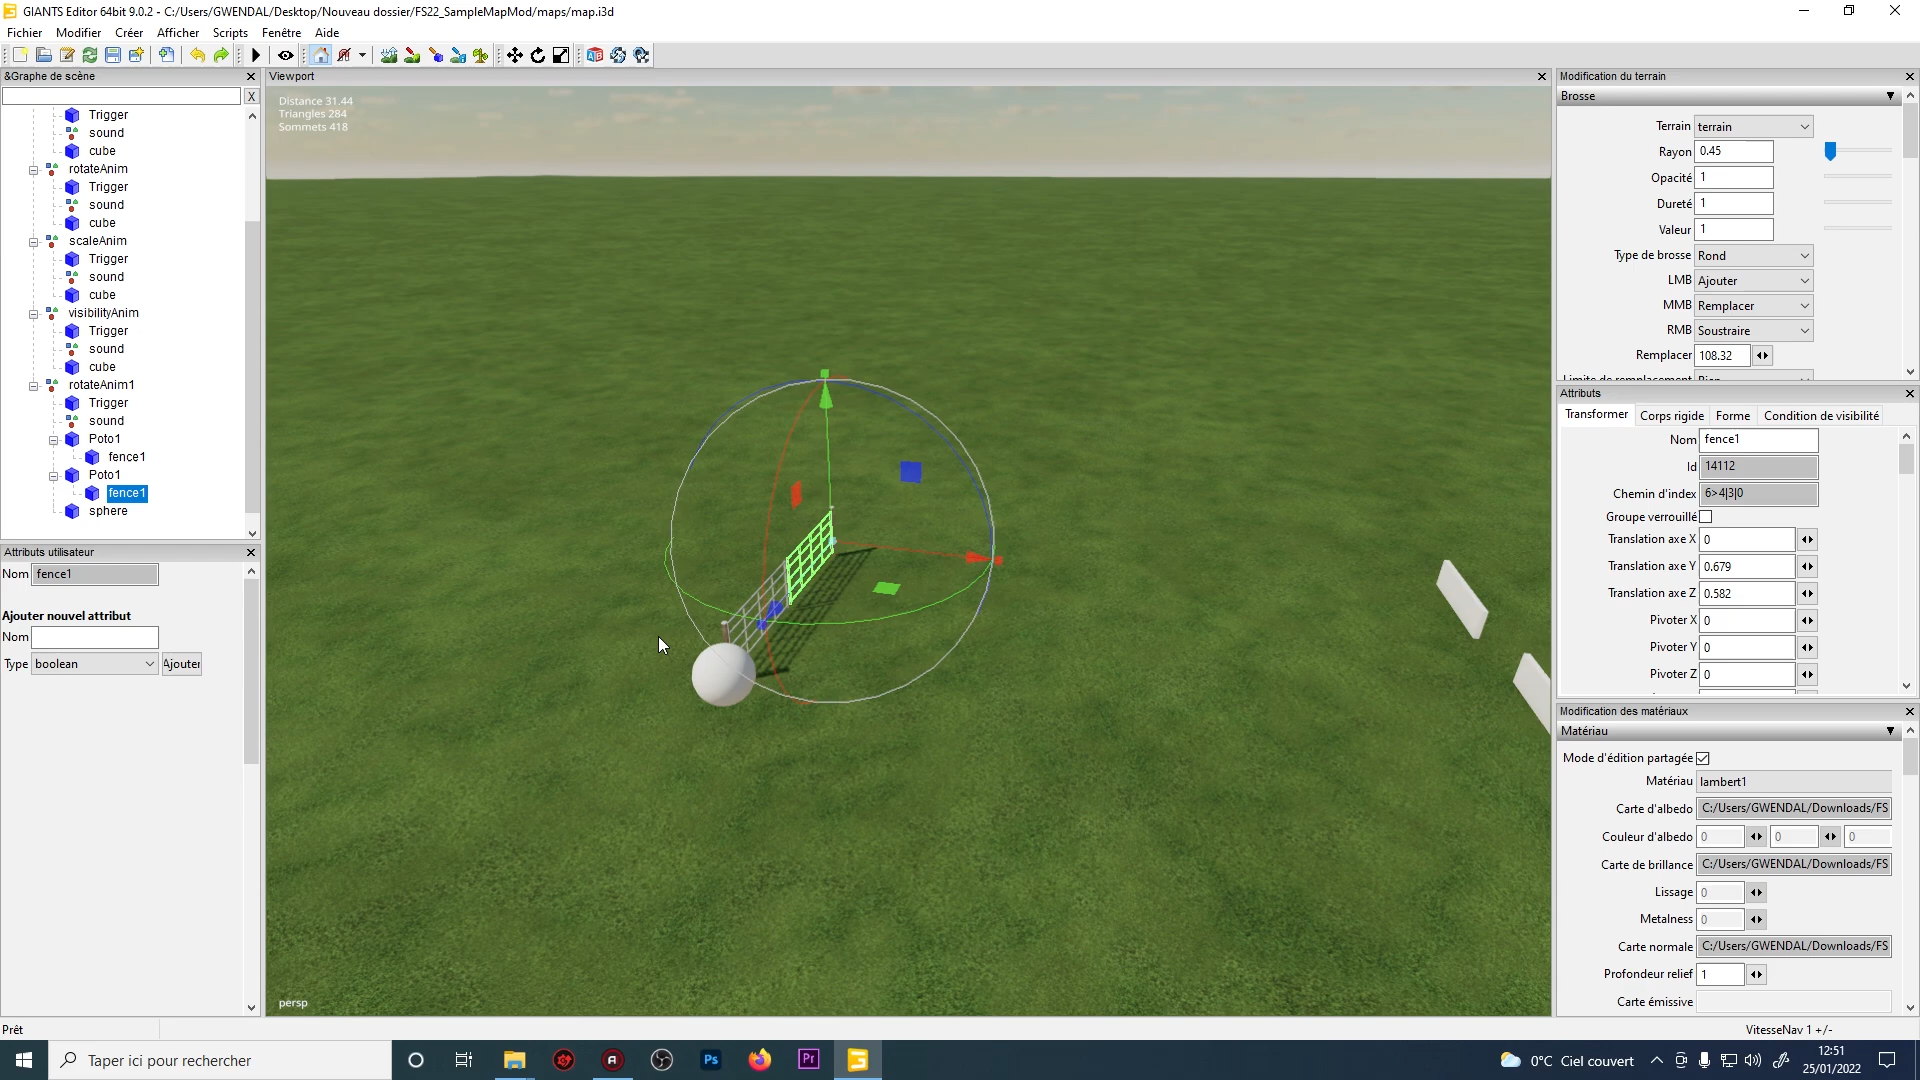 GIANTS Editor 64bit 9.0.2 - C:/Users/GWENDAL/Desktop/Nouveau dossier/FS22_SampleMapMod/maps/map.i3d
Fichier Modifier Créer Afficher Scripts Fenêtre Aide
&Graphe de scène
X
Trigger
sound
cube
rotateAnim
Trigger
sound
cube
scaleAnim
Trigger
sound
cube
visibilityAnim
Trigger
sound
cube
rotateAnim1
Trigger
sound
Poto1
fence1
Poto1
fence1
sphere
Attributs utilisateur
Nom fence1
Ajouter nouvel attribut
Nom
Type boolean Ajouter
Viewport
Distance 31.44
Triangles 284
Sommets 418
persp
Modification du terrain
Brosse
Terrain terrain
Rayon 0.45
Opacité 1
Dureté 1
Valeur 1
Type de brosse Rond
LMB Ajouter
MMB Remplacer
RMB Soustraire
Remplacer 108.32
Limite de remplacement Rien
Attributs
Transformer Corps rigide Forme Condition de visibilité
Nom fence1
Id 14112
Chemin d'index 6>4|3|0
Groupe verrouillé
Translation axe X 0
Translation axe Y 0.679
Translation axe Z 0.582
Pivoter X 0
Pivoter Y 0
Pivoter Z 0
Modification des matériaux
Matériau
Mode d'édition partagée
Matériau lambert1
Carte d'albedo C:/Users/GWENDAL/Downloads/FS
Couleur d'albedo 0 0 0
Carte de brillance C:/Users/GWENDAL/Downloads/FS
Lissage 0
Metalness 0
Carte normale C:/Users/GWENDAL/Downloads/FS
Profondeur relief 1
Carte émissive
Prêt
VitesseNav 1 +/-
Taper ici pour rechercher
Ps
Pr
0°C Ciel couvert
12:51
25/01/2022